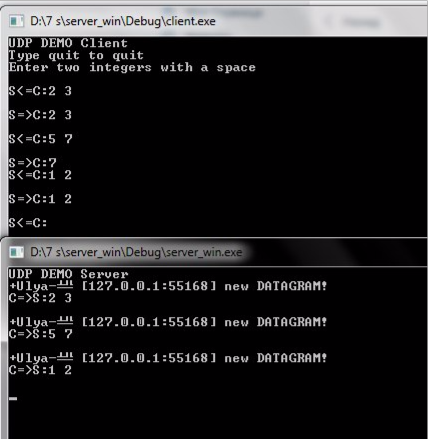 D:\7 s\server_win\Debug\client.exe
UDP DEMO Client
Type quit to quit
Enter two integers with a space
S<=C:2 3
S=>C:2 3
S<=C:5 7
S=>C:7
S<=C:1 2
S=>C:1 2
S<=C:
D:\7 s\server_win\Debug\server_win.exe
UDP DEMO Server
+Ulya-╨Ш [127.0.0.1:55168] new DATAGRAM!
C=>S:2 3
+Ulya- [127.0.0.1:55168] new DATAGRAM!
C=>S:5 7
+Ulya- [127.0.0.1:55168] new DATAGRAM!
C=>S:1 2